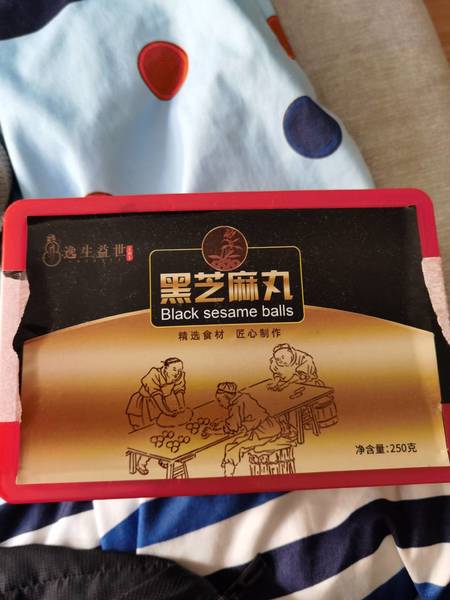 逸生益世
黑芝麻丸
Black sesame balls
精选食材 匠心制作
净含量:250克